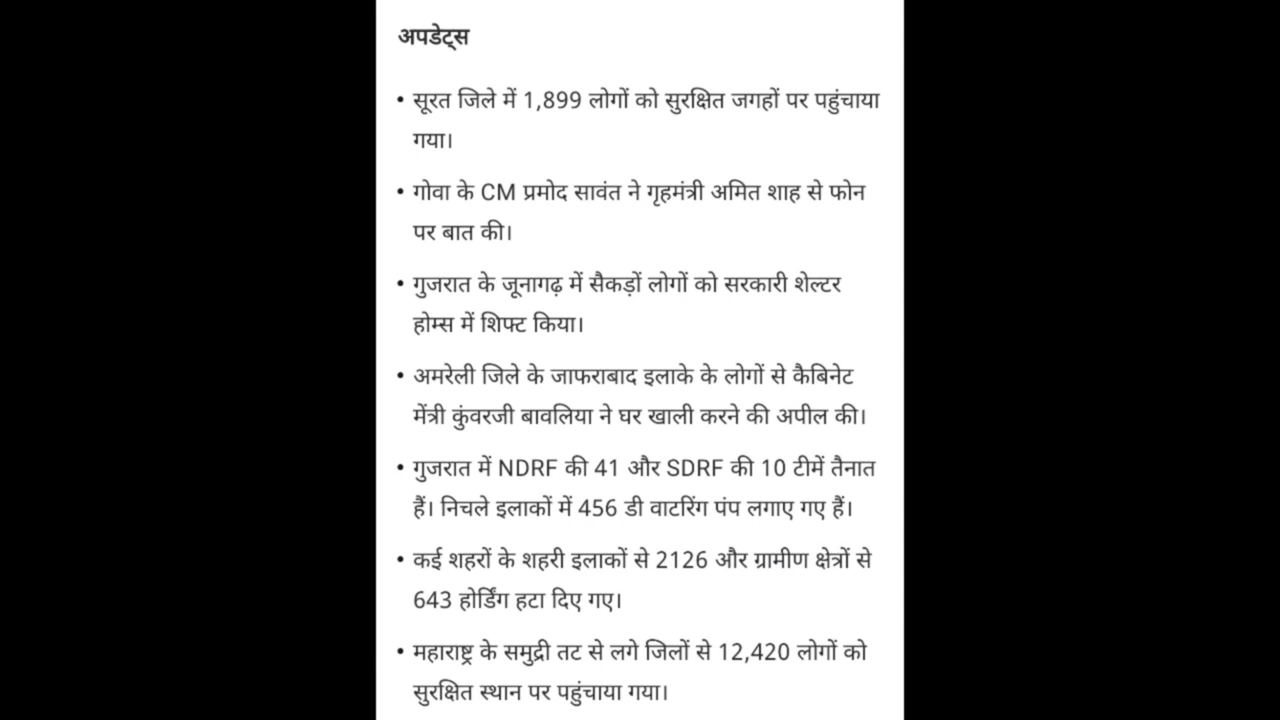 अपडेट्स
• सूरत जिले में 1,899 लोगों को सुरक्षित जगहों पर पहुंचाया
गया।
• गोवा के CM प्रमोद सावंत ने गृहमंत्री अमित शाह से फोन
पर बात की।
• गुजरात के जूनागढ़ में सैकड़ों लोगों को सरकारी शेल्टर
होम्स में शिफ्ट किया।
• अमरेली जिले के जाफराबाद इलाके के लोगों से कैबिनेट
मेंत्री कुंवरजी बावलिया ने घर खाली करने की अपील की।
• गुजरात में NDRF की 41 और SDRF की 10 टीमें तैनात
हैं। निचले इलाकों में 456 डी वाटरिंग पंप लगाए गए हैं।
• कई शहरों के शहरी इलाकों से 2126 और ग्रामीण क्षेत्रों से
643 होर्डिंग हटा दिए गए।
• महाराष्ट्र के समुद्री तट से लगे जिलों से 12,420 लोगों को
सुरक्षित स्थान पर पहुंचाया गया।